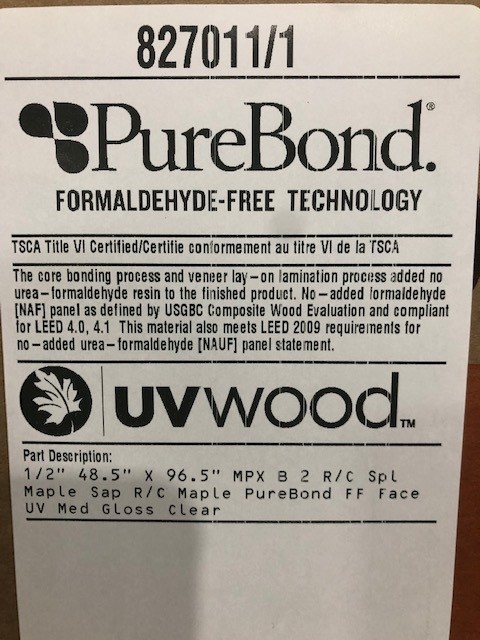 827011/1
PureBond®
FORMALDEHYDE-FREE TECHNOLOGY
TSCA Title VI Certified/Certifie conformement au titre VI de la TSCA
The core bonding process and veneer lay-on lamination process added no
urea-formaldehyde resin to the finished product. No-added formaldehyde
[NAF] panel as defined by USGBC Composite Wood Evaluation and compliant
for LEED 4.0, 4.1 This material also meets LEED 2009 requirements for
no-added urea-formaldehyde [NAUF] panel statement.
UVWOOD™
Part Description:
1/2" 48.5" X 96.5" MPX B 2 R/C Spl
Maple Sap R/C Maple PureBond FF Face
UV Med Gloss Clear